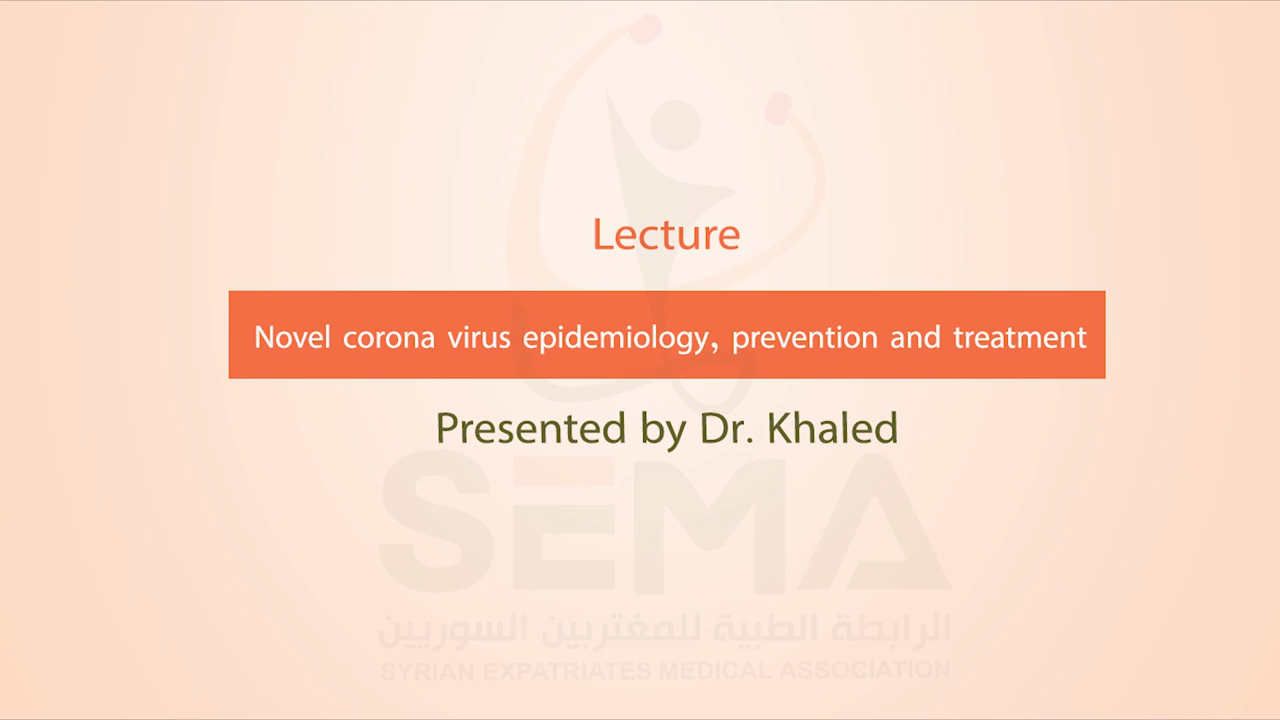 Lecture
Novel corona virus epidemiology, prevention and treatment
Presented by Dr. Khaled
SEMA
الرابطة الطبية للمغتربين السوريين
SYRIAN EXPATRIATES MEDICAL ASSOCIATION